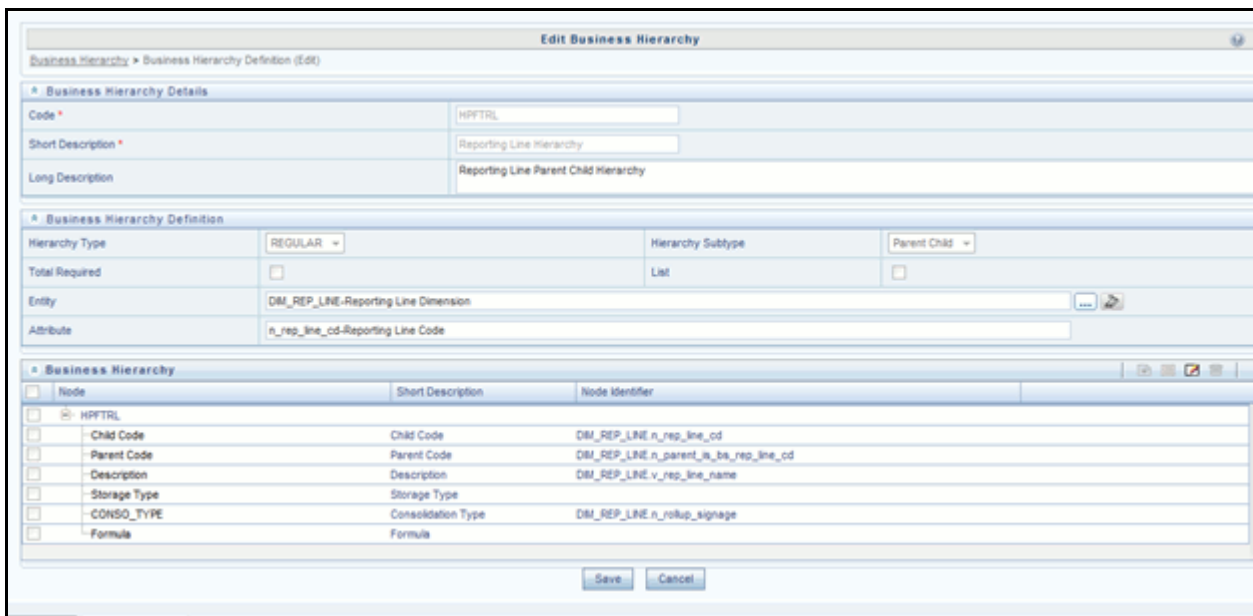 Edit Business Hierarchy
Business Hierarchy > Business Hierarchy Definition (Edit)
Business Hierarchy Details
Code * HPFTRL
Short Description * Reporting Line Hierarchy
Long Description Reporting Line Parent Child Hierarchy
Business Hierarchy Definition
Hierarchy Type REGULAR Hierarchy Subtype Parent Child
Total Required List
Entity DIM_REP_LINE-Reporting Line Dimension ...
Attribute n_rep_line_cd-Reporting Line Code
Business Hierarchy
Node Short Description Node Identifier
HPFTRL
Child Code Child Code DIM_REP_LINE.n_rep_line_cd
Parent Code Parent Code DIM_REP_LINE.n_parent_is_bs_rep_line_cd
Description Description DIM_REP_LINE.v_rep_line_name
Storage Type Storage Type
CONSO_TYPE Consolidation Type DIM_REP_LINE.n_rollup_signage
Formula Formula
Save Cancel